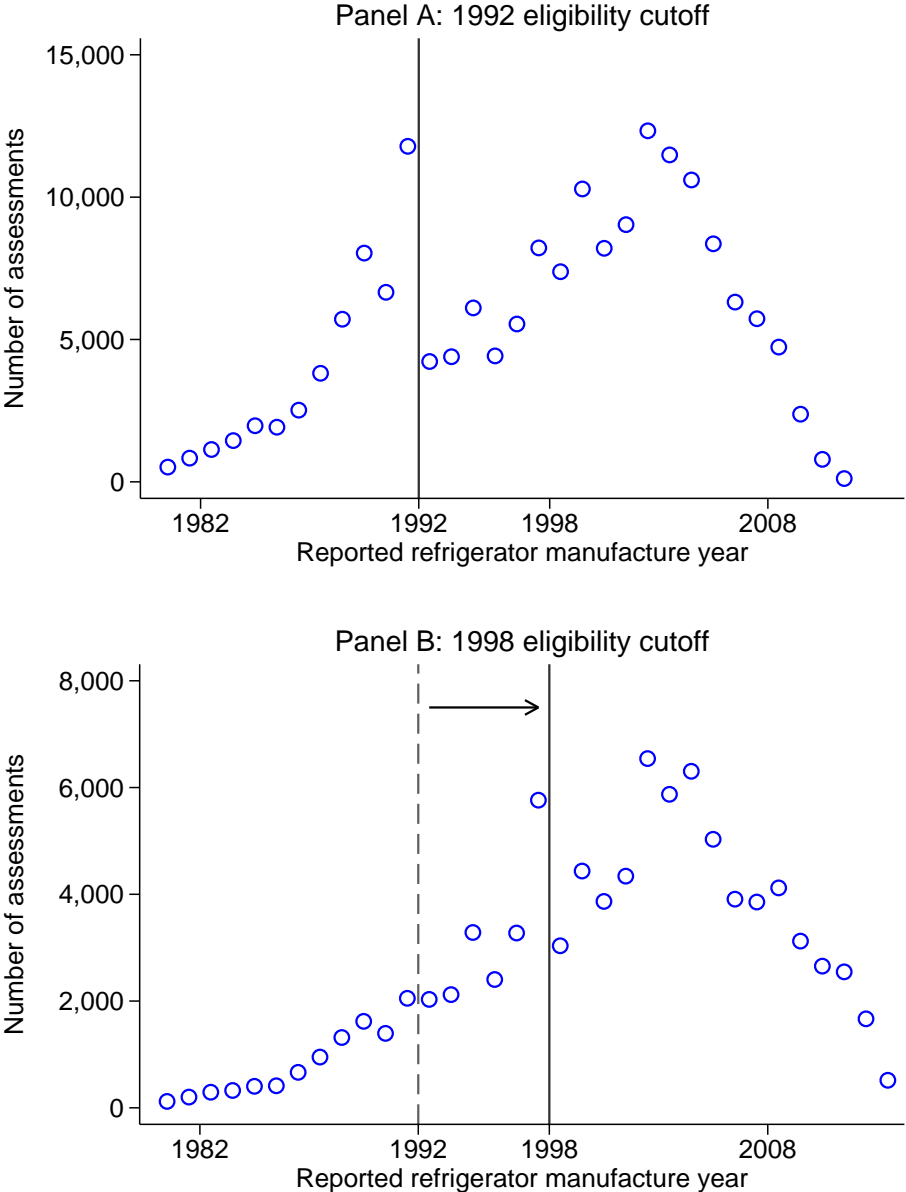 Panel A: 1992 eligibility cutoff
15,000
10,000
5,000
0
Number of assessments
1982 1992 1998 2008
Reported refrigerator manufacture year
Panel B: 1998 eligibility cutoff
8,000
6,000
4,000
2,000
0
Number of assessments
1982 1992 1998 2008
Reported refrigerator manufacture year